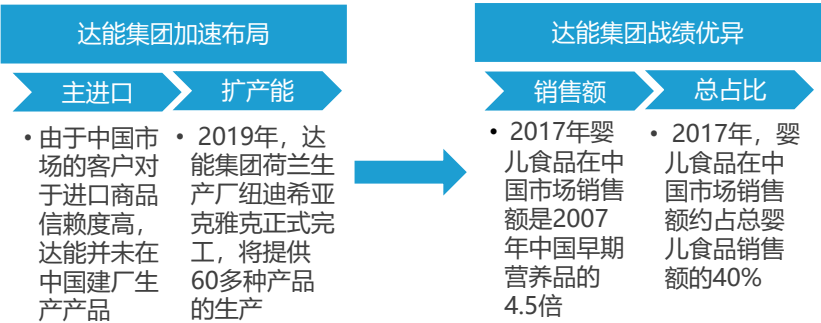 达能集团加速布局
主进口
扩产能
• 由于中国市
场的客户对
于进口商品
信赖度高，
达能并未在
中国建厂生
产产品
• 2019年，达
能集团荷兰生
产厂纽迪希亚
克雅克正式完
工，将提供
60多种产品
的生产
达能集团战绩优异
销售额
总占比
• 2017年婴
儿食品在中
国市场销售
额是2007
年中国早期
营养品的
4.5倍
• 2017年，婴
儿食品在中
国市场销售
额约占总婴
儿食品销售
额的40%